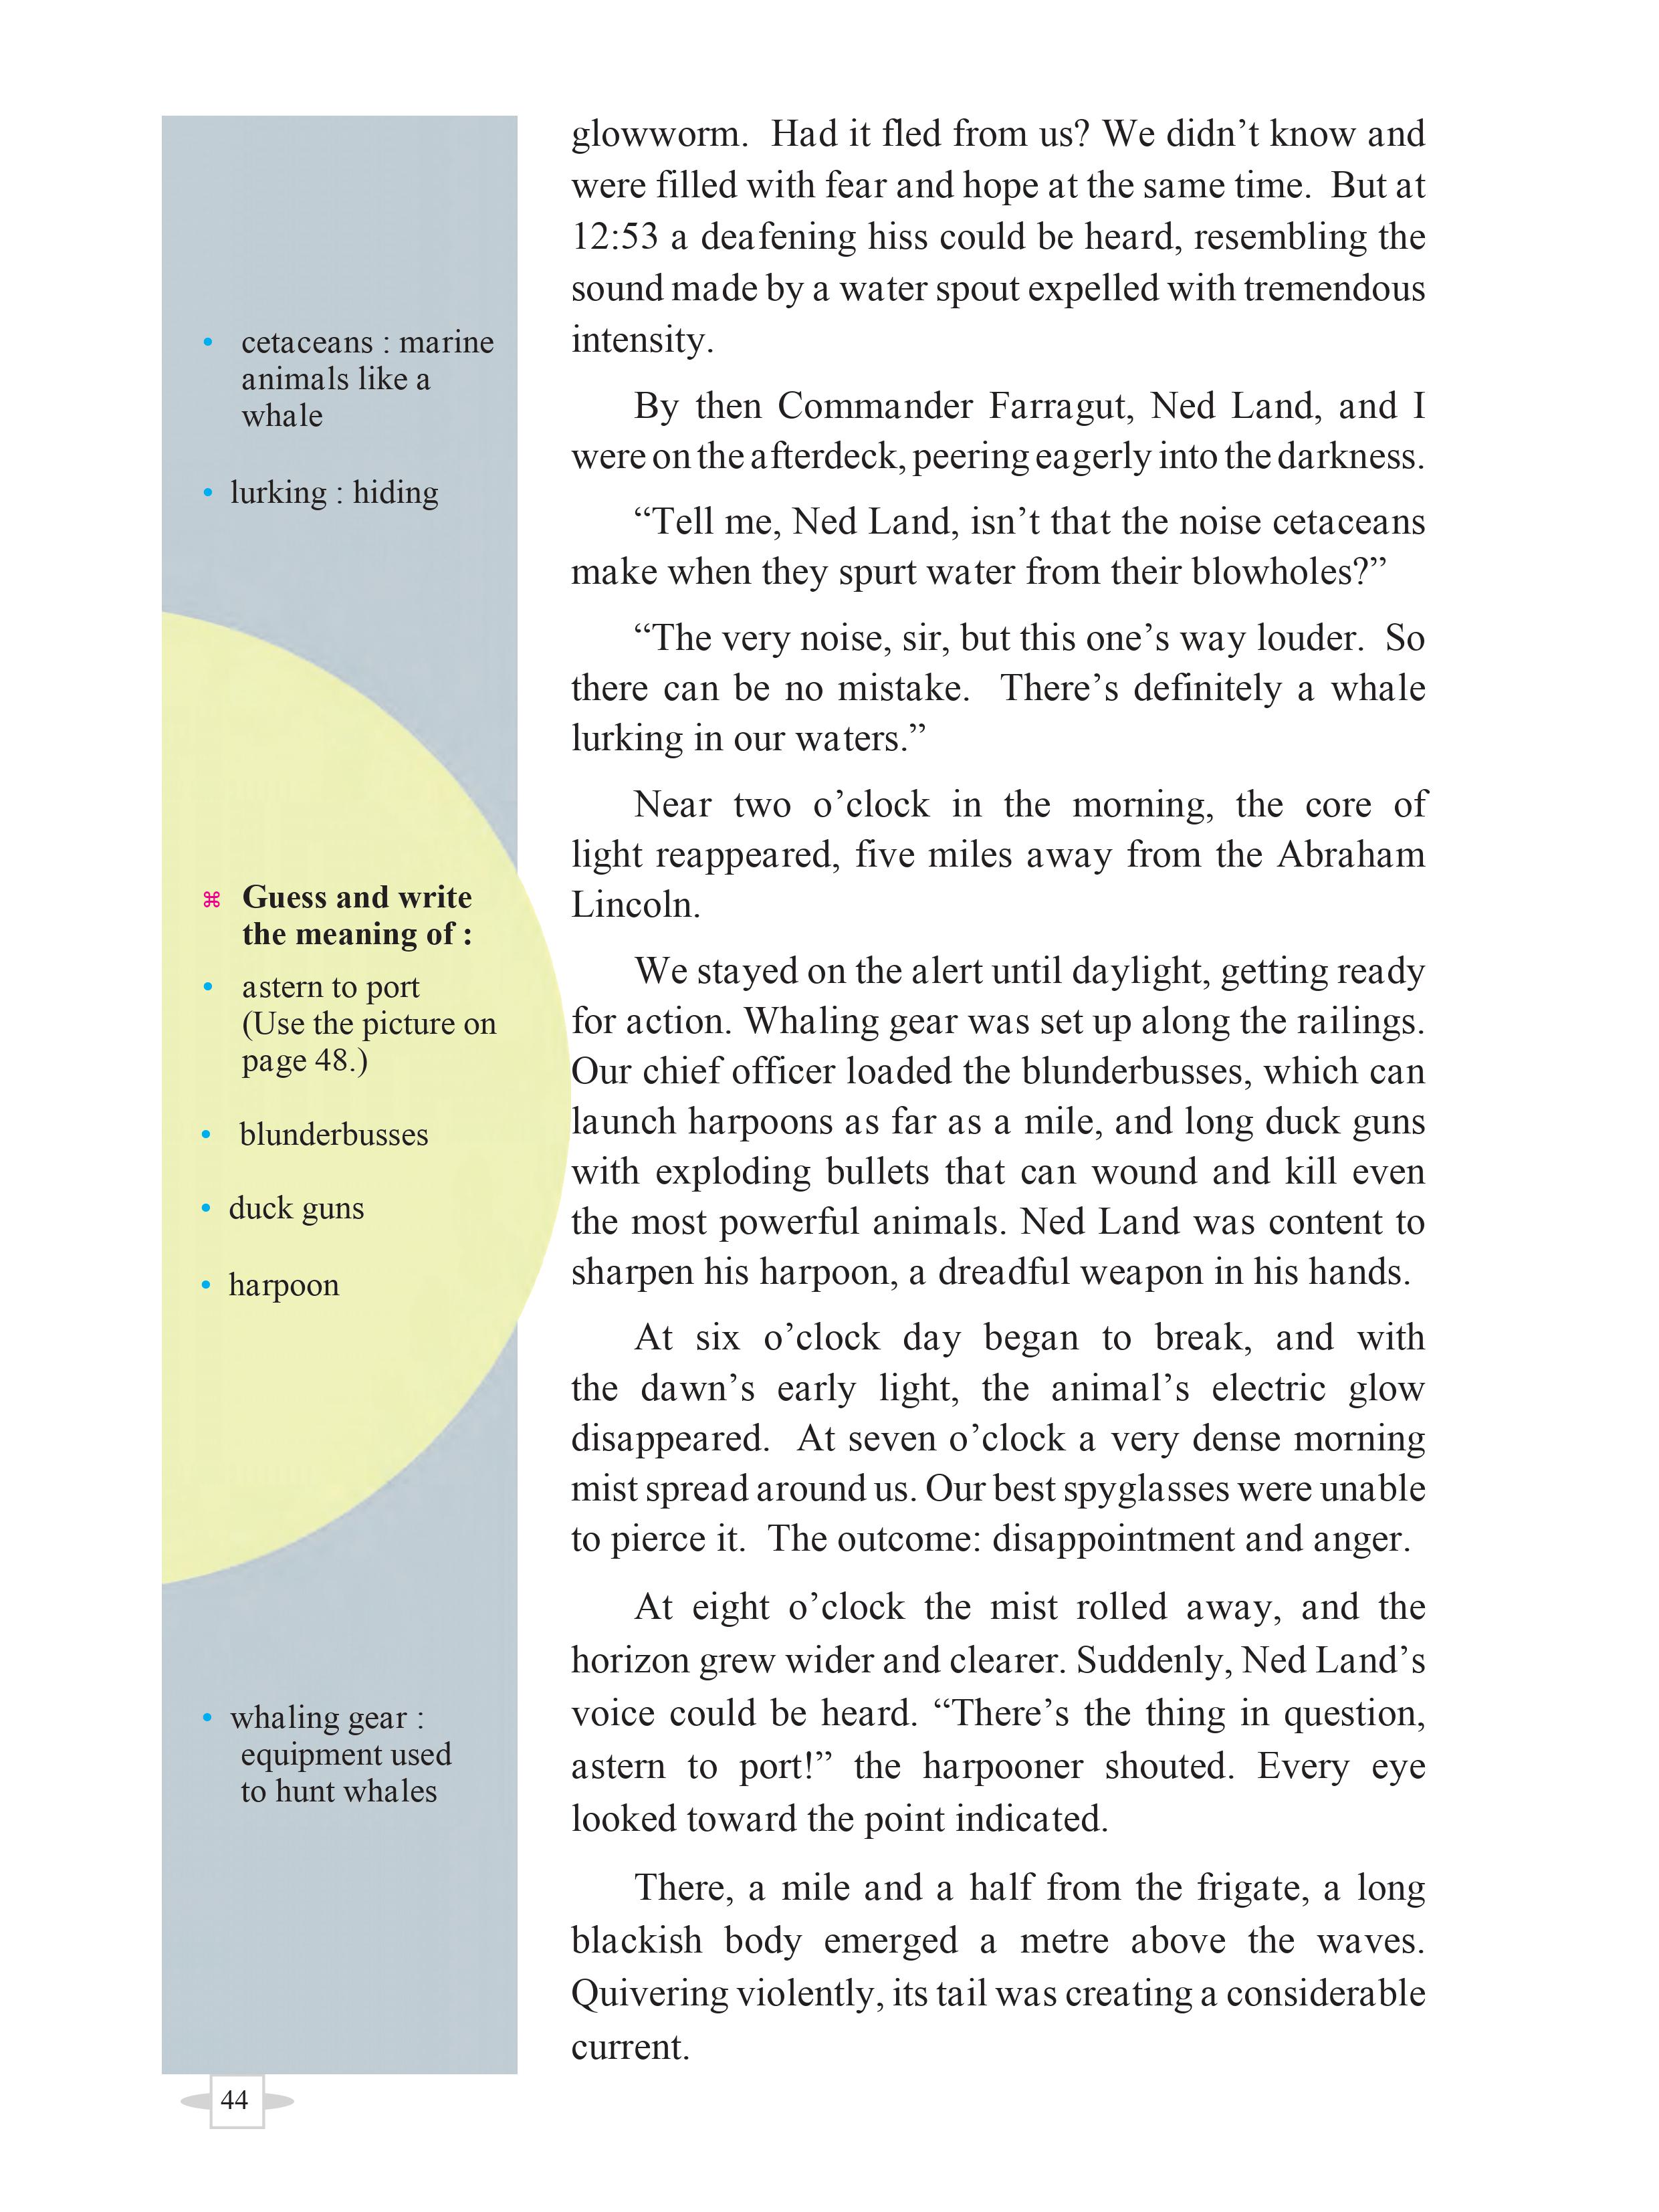 glowworm.  Had it fled from us? We didn’t know and
were filled with fear and hope at the same time.  But at
12:53 a deafening hiss could be heard, resembling the
sound made by a water spout expelled with tremendous
intensity.
By then Commander Farragut, Ned Land, and I
were on the afterdeck, peering eagerly into the darkness.
“Tell me, Ned Land, isn’t that the noise cetaceans
make when they spurt water from their blowholes?”
“The very noise, sir, but this one’s way louder.  So
there can be no mistake.  There’s definitely a whale
lurking in our waters.”
Near two o’clock in the morning, the core of
light reappeared, five miles away from the Abraham
Lincoln.
We stayed on the alert until daylight, getting ready
for action. Whaling gear was set up along the railings.
Our chief officer loaded the blunderbusses, which can
launch harpoons as far as a mile, and long duck guns
with exploding bullets that can wound and kill even
the most powerful animals. Ned Land was content to
sharpen his harpoon, a dreadful weapon in his hands.
At six o’clock day began to break, and with
the dawn’s early light, the animal’s electric glow
disappeared.  At seven o’clock a very dense morning
mist spread around us. Our best spyglasses were unable
to pierce it.  The outcome: disappointment and anger.
At eight o’clock the mist rolled away, and the
horizon grew wider and clearer. Suddenly, Ned Land’s
voice could be heard. “There’s the thing in question,
astern to port!” the harpooner shouted. Every eye
looked toward the point indicated.
There, a mile and a half from the frigate, a long
blackish body emerged a metre above the waves.
Quivering violently, its tail was creating a considerable
current.
• cetaceans : marine
animals like a
whale
• lurking : hiding
⌘ Guess and write
the meaning of :
• astern to port
(Use the picture on
page 48.)
• blunderbusses
• duck guns
• harpoon
• whaling gear :
equipment used
to hunt whales
44